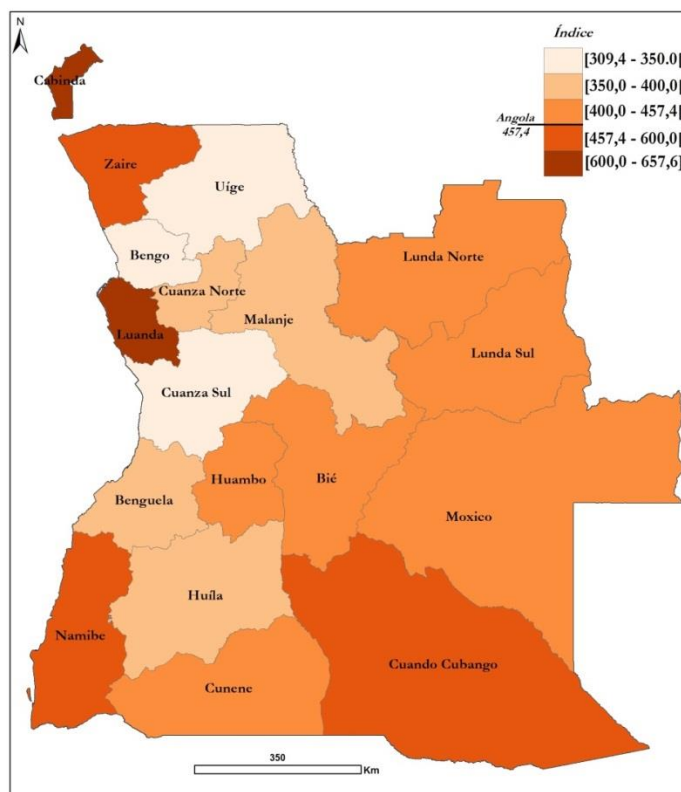 N
Índice
[309,4 - 350.0[
[350,0 - 400,0[
[400,0 - 457,4[
Angola
457,4
[457,4 - 600,0[
[600,0 - 657,6]
Cabinda
Zaire
Uíge
Bengo
Lunda Norte
Cuanza Norte
Malanje
Luanda
Lunda Sul
Cuanza Sul
Huambo
Bié
Benguela
Moxico
Huíla
Namibe
Cuando Cubango
Cunene
350
Km